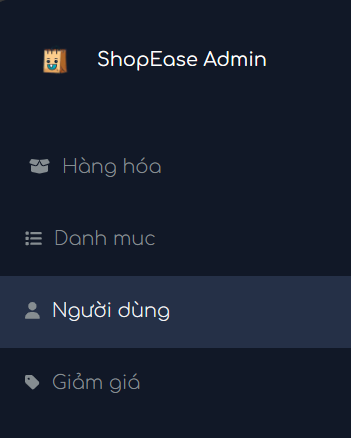 ShopEase Admin
Hàng hóa
Danh mục
Người dùng
Giảm giá